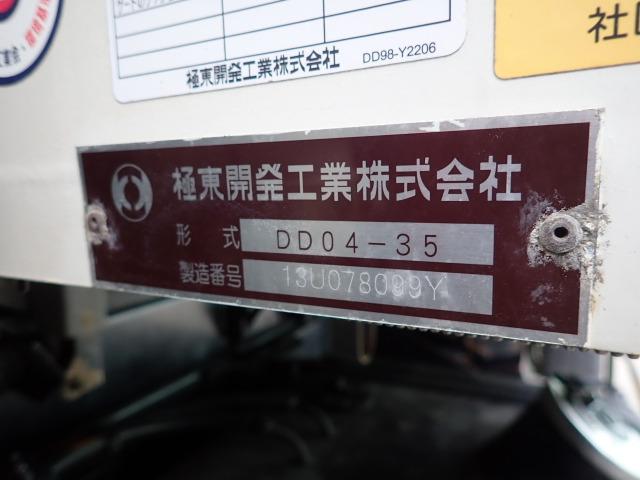 極東開発工業株式会社
DD98-Y2206
社
極東開発工業株式会社
形式 DD04-35
製造番号 13U078099Y